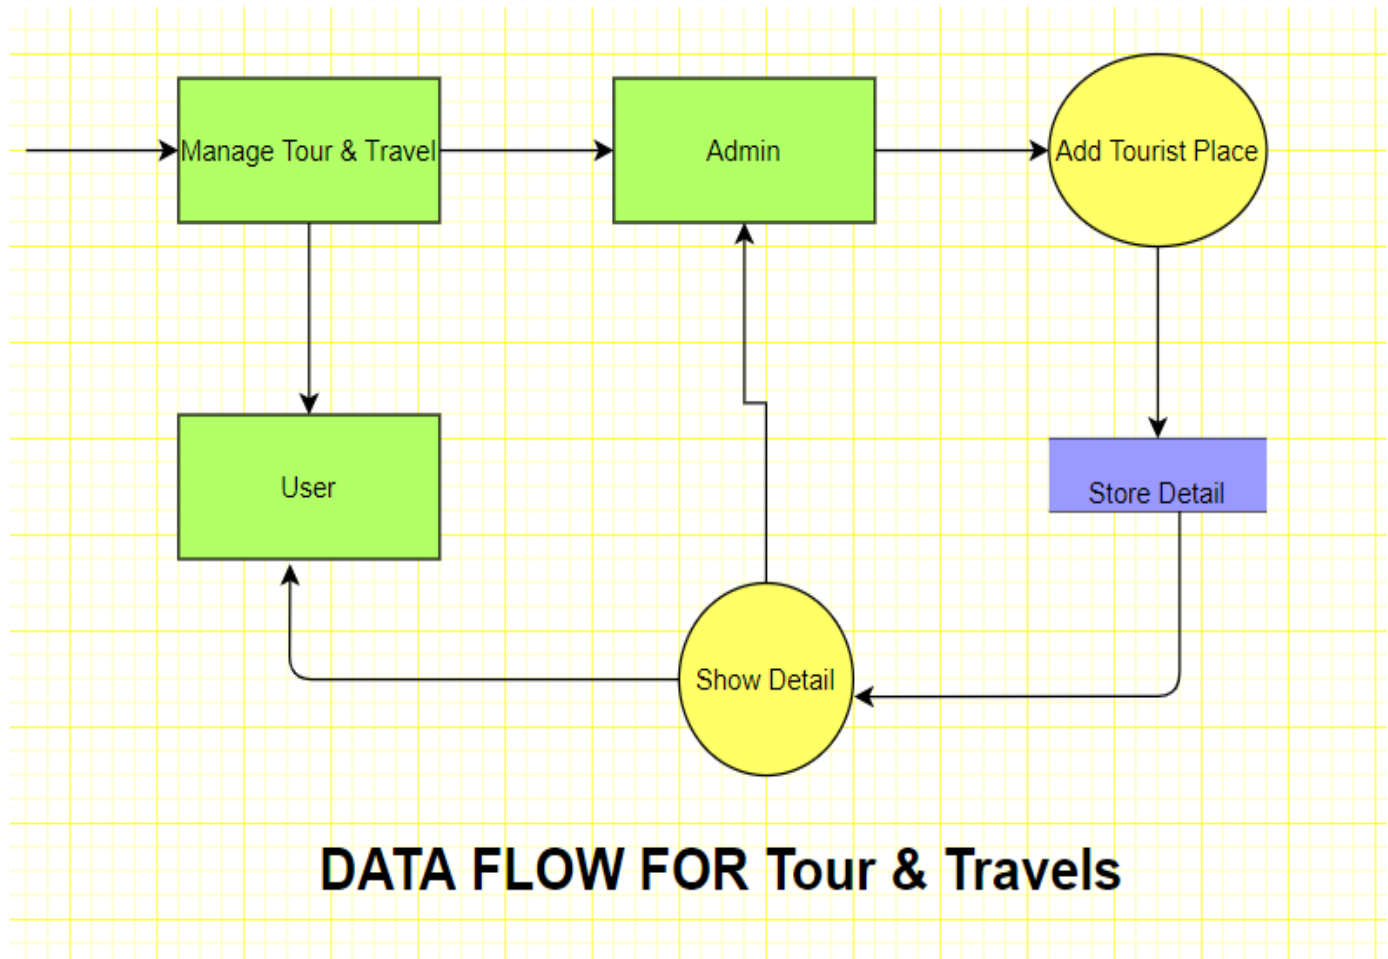 Manage Tour & Travel
Admin
Add Tourist Place
User
Store Detail
Show Detail
DATA FLOW FOR Tour & Travels